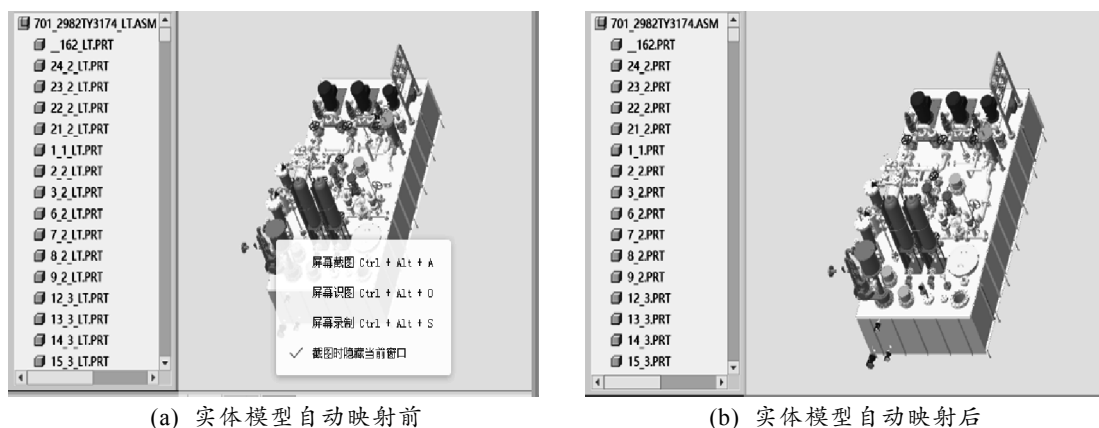 701_2982TY3174_LT.ASM
__162_LT.PRT
24_2_LT.PRT
23_2_LT.PRT
22_2_LT.PRT
21_2_LT.PRT
1_1_LT.PRT
2_2_LT.PRT
3_2_LT.PRT
6_2_LT.PRT
7_2_LT.PRT
8_2_LT.PRT
9_2_LT.PRT
12_3_LT.PRT
13_3_LT.PRT
14_3_LT.PRT
15_3_LT.PRT
屏幕截图 Ctrl + Alt + A
屏幕识图 Ctrl + Alt + O
屏幕录制 Ctrl + Alt + S
✓ 截图时隐藏当前窗口
(a) 实体模型自动映射前
701_2982TY3174.ASM
__162.PRT
24_2.PRT
23_2.PRT
22_2.PRT
21_2.PRT
1_1.PRT
2_2.PRT
3_2.PRT
6_2.PRT
7_2.PRT
8_2.PRT
9_2.PRT
12_3.PRT
13_3.PRT
14_3.PRT
15_3.PRT
(b) 实体模型自动映射后